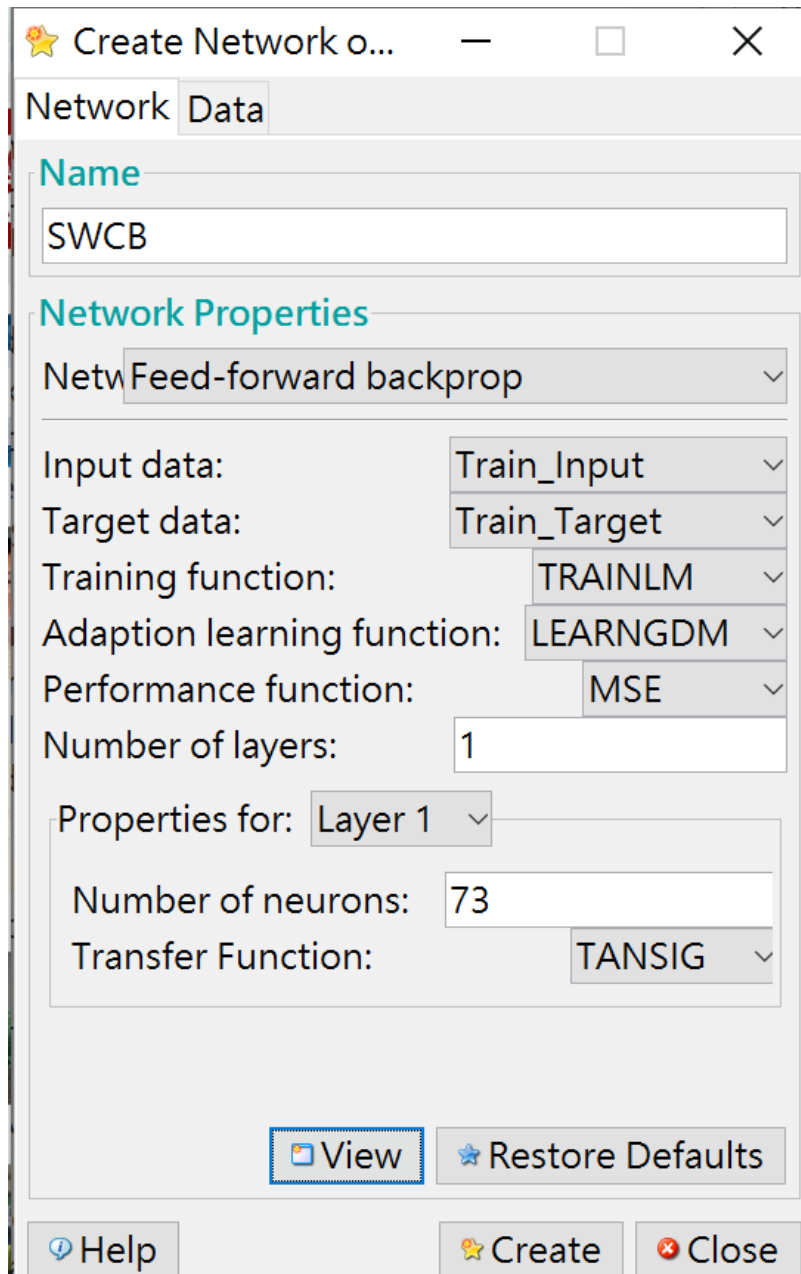 Create Network o...
Network Data
Name
SWCB
Network Properties
Netw Feed-forward backprop
Input data: Train_Input
Target data: Train_Target
Training function: TRAINLM
Adaption learning function: LEARNGDM
Performance function: MSE
Number of layers: 1
Properties for: Layer 1
Number of neurons: 73
Transfer Function: TANSIG
View Restore Defaults
Help Create Close